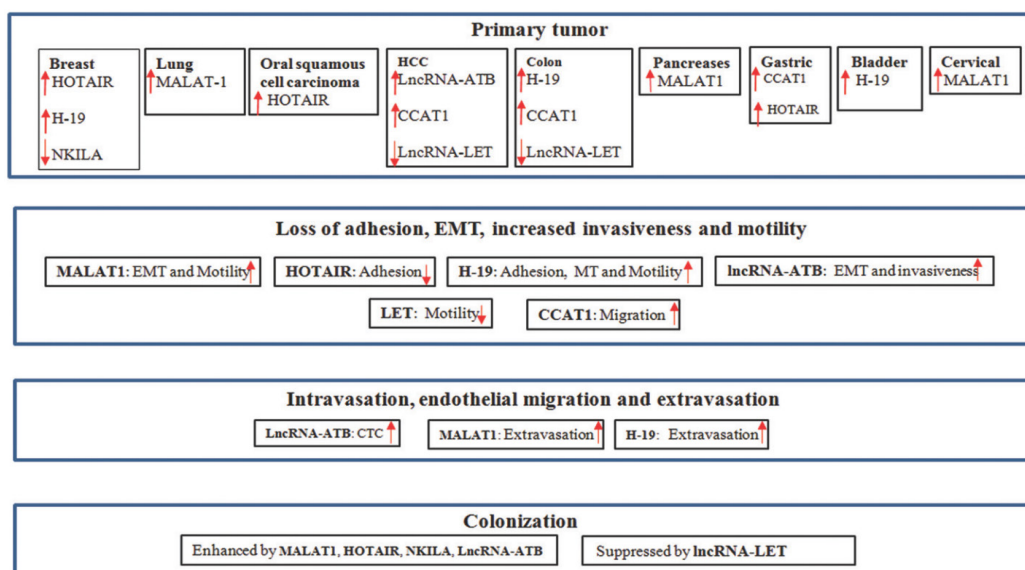 Primary tumor
Breast
HOTAIR
H-19
NKILA
Lung
MALAT-1
Oral squamous
cell carcinoma
HOTAIR
HCC
LncRNA-ATB
CCAT1
LncRNA-LET
Colon
H-19
CCAT1
LncRNA-LET
Pancreases
MALAT1
Gastric
CCAT1
HOTAIR
Bladder
H-19
Cervical
MALAT1
Loss of adhesion, EMT, increased invasiveness and motility
MALAT1: EMT and Motility
HOTAIR: Adhesion
H-19: Adhesion, MT and Motility
lncRNA-ATB: EMT and invasiveness
LET: Motility
CCAT1: Migration
Intravasation, endothelial migration and extravasation
LncRNA-ATB: CTC
MALAT1: Extravasation
H-19: Extravasation
Colonization
Enhanced by MALAT1, HOTAIR, NKILA, LncRNA-ATB
Suppressed by lncRNA-LET